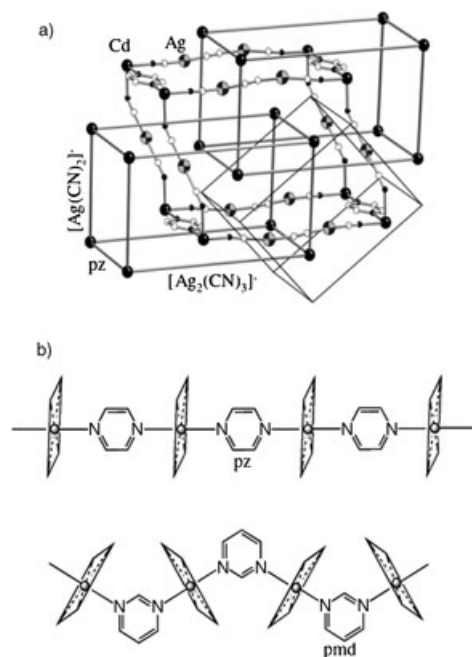 a)
Cd Ag
[Ag(CN)₂]⁻
pz
[Ag₂(CN)₃]⁻
b)
N N N N N N
pz
N N N N N N
pmd